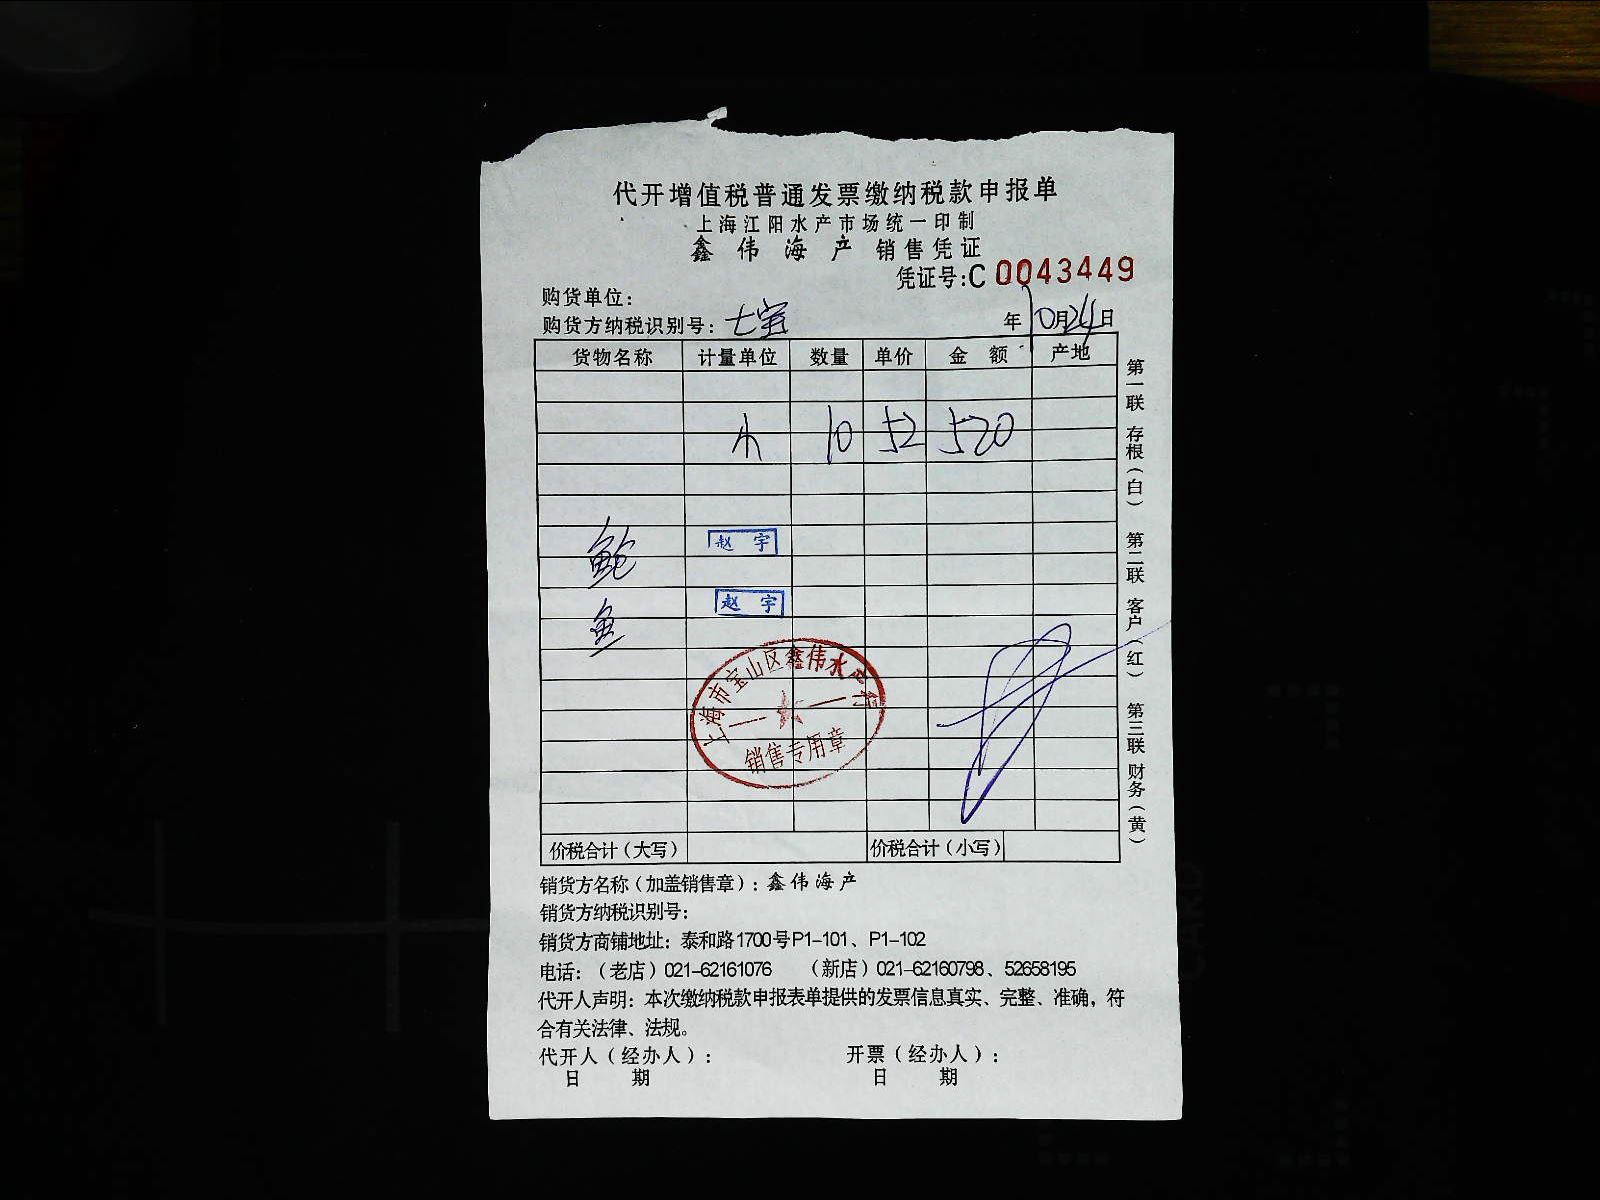 代开增值税普通发票缴纳税款申报单
上海江阳水产市场统一印制
鑫伟海产 销售凭证
凭证号:C 0043449
购货单位:
购货方纳税识别号: 七宝 年 10月24日
货物名称 计量单位 数量 单价 金额 产地
10 52 520
鲍
鱼
赵宇
赵宇
上海市宝山区鑫伟水产行
销售专用章
价税合计(大写) 价税合计(小写)
销货方名称(加盖销售章): 鑫伟海产
销货方纳税识别号:
销货方商铺地址: 泰和路1700号P1-101、P1-102
电话:(老店)021-62161076 (新店)021-62160798、52658195
代开人声明: 本次缴纳税款申报表单提供的发票信息真实、完整、准确,符
合有关法律、法规。
代开人(经办人): 开票(经办人):
日 期 日 期
第一联 存根(白) 第二联 客户(红) 第三联 财务(黄)